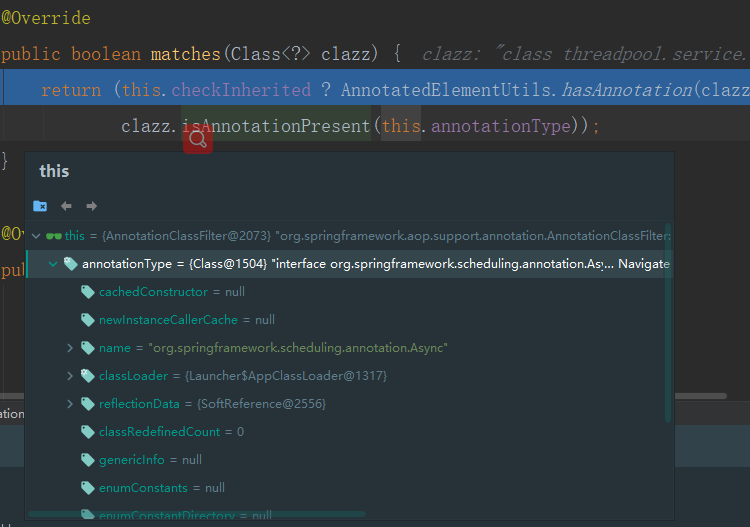 @Override
public boolean matches(Class<?> clazz) { clazz: "class threadpool.service.
return (this.checkInherited ? AnnotatedElementUtils.hasAnnotation(clazz
clazz.isAnnotationPresent(this.annotationType));
}
this
@Ov
this = {AnnotationClassFilter@2073} "org.springframework.aop.support.annotation.AnnotationClassFilter:
pu
annotationType = {Class@1504} "interface org.springframework.scheduling.annotation.Asy... Navigate
cachedConstructor = null
newInstanceCallerCache = null
name = "org.springframework.scheduling.annotation.Async"
classLoader = {Launcher$AppClassLoader@1317}
reflectionData = {SoftReference@2556}
ation
classRedefinedCount = 0
genericInfo = null
enumConstants = null
enumConstantDirectory = null